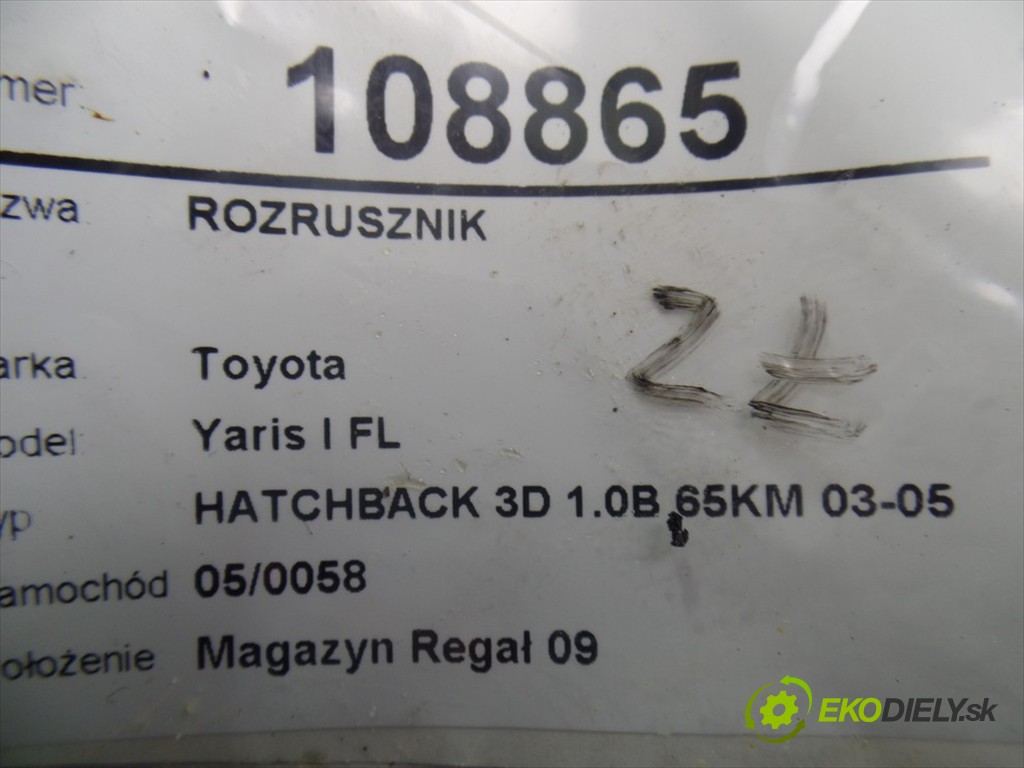 mer: 108865
zwa ROZRUSZNIK
ZŁ
arka Toyota
odel: Yaris I FL
yp HATCHBACK 3D 1.0B 65KM 03-05
amochód 05/0058
ołożenie Magazyn Regał 09
EKODIELY.sk